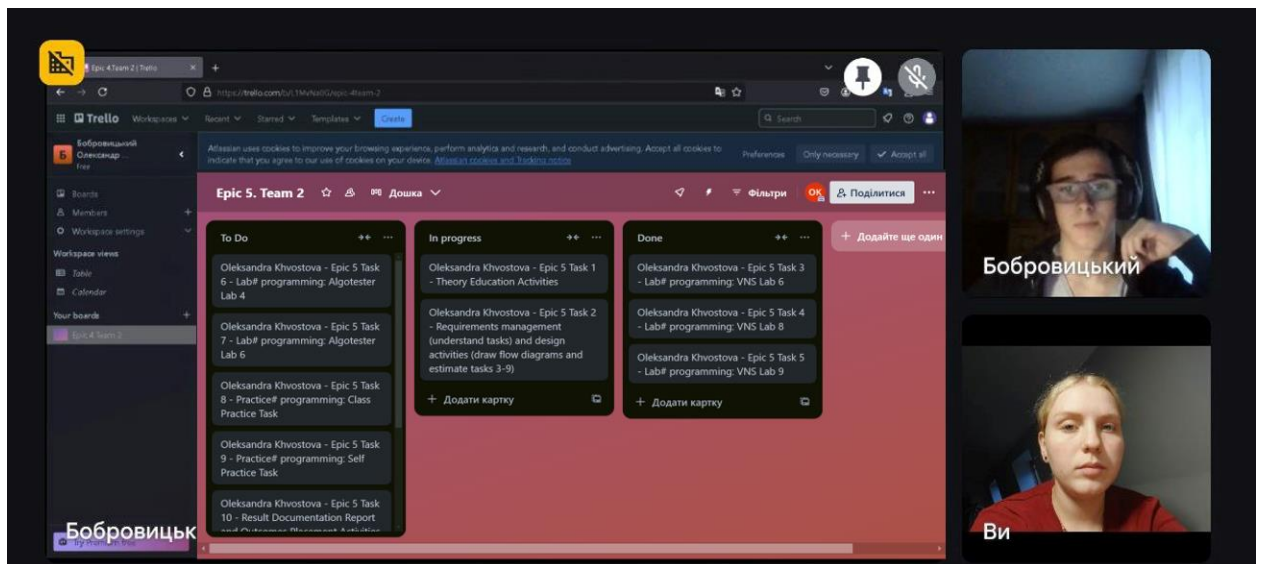 Epic 4.Team 2 | Trello
Trello Workspaces Recent Starred Templates Create Search
Бобровицький
Олександр ...
Free
Atlassian uses cookies to improve your browsing experience, perform analytics and research, and conduct advertising. Accept all cookies to
indicate that you agree to our use of cookies on your device. Atlassian cookies and Tracking notice
Preferences Only necessary Accept all
Boards
Members
Workspace settings
Workspace views
Table
Calendar
Your boards
Epic 4.Team 2
Epic 5. Team 2 Дошка Фільтри OK Поділитися
To Do
Oleksandra Khvostova - Epic 5 Task
6 - Lab# programming: Algotester
Lab 4
Oleksandra Khvostova - Epic 5 Task
7 - Lab# programming: Algotester
Lab 6
Oleksandra Khvostova - Epic 5 Task
8 - Practice# programming: Class
Practice Task
Oleksandra Khvostova - Epic 5 Task
9 - Practice# programming: Self
Practice Task
Oleksandra Khvostova - Epic 5 Task
10 - Result Documentation Report
and Outcomes Placement Activities
In progress
Oleksandra Khvostova - Epic 5 Task 1
- Theory Education Activities
Oleksandra Khvostova - Epic 5 Task 2
- Requirements management
(understand tasks) and design
activities (draw flow diagrams and
estimate tasks 3-9)
Додати картку
Done
Oleksandra Khvostova - Epic 5 Task 3
- Lab# programming: VNS Lab 6
Oleksandra Khvostova - Epic 5 Task 4
- Lab# programming: VNS Lab 8
Oleksandra Khvostova - Epic 5 Task 5
- Lab# programming: VNS Lab 9
Додати картку
Додайте ще один
Бобровицьк
Бобровицький
Ви